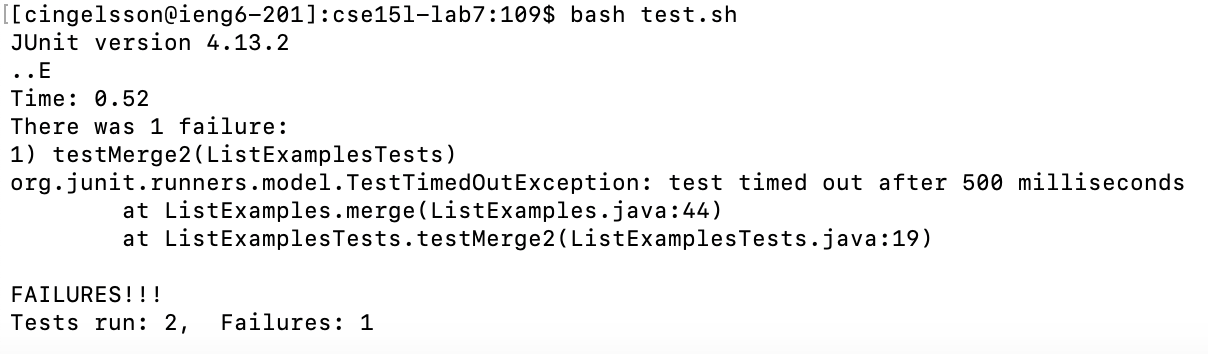 [[cingelsson@ieng6-201]:cse15l-lab7:109$ bash test.sh
JUnit version 4.13.2
..E
Time: 0.52
There was 1 failure:
1) testMerge2(ListExamplesTests)
org.junit.runners.model.TestTimedOutException: test timed out after 500 milliseconds
        at ListExamples.merge(ListExamples.java:44)
        at ListExamplesTests.testMerge2(ListExamplesTests.java:19)
FAILURES!!!
Tests run: 2,  Failures: 1